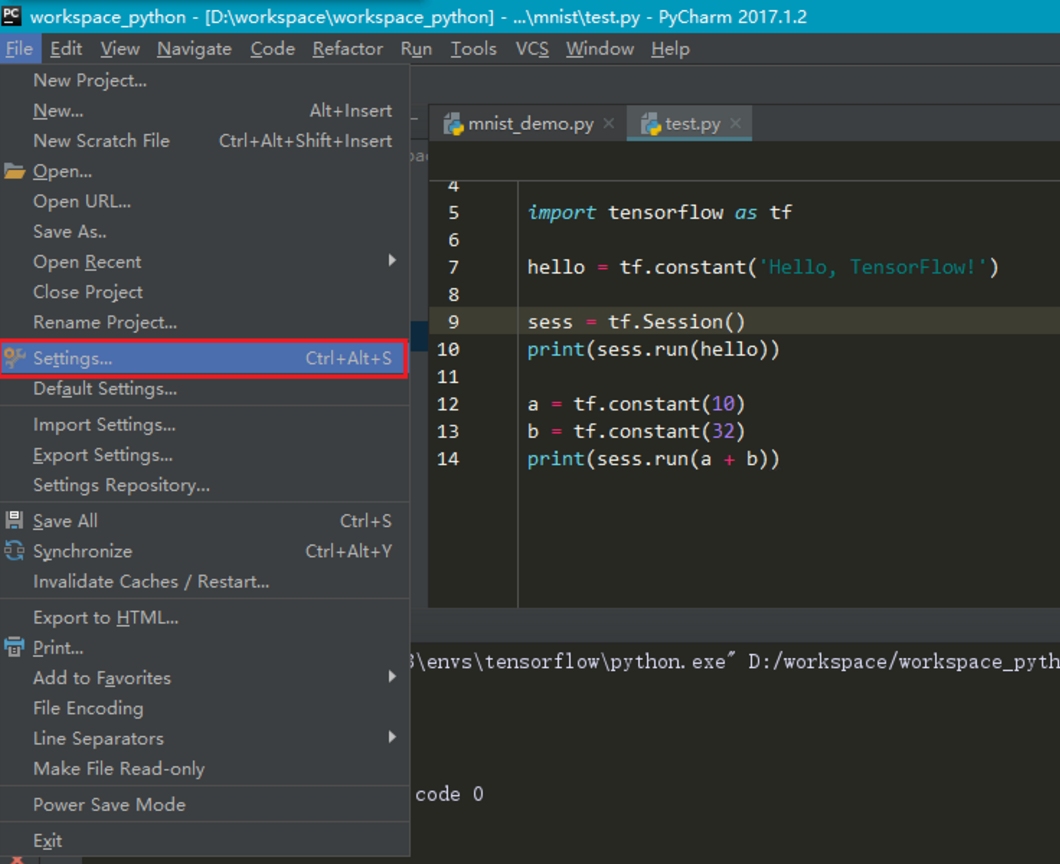 PC workspace_python - [D:\workspace\workspace_python] - ...\mnist\test.py - PyCharm 2017.1.2
File Edit View Navigate Code Refactor Run Tools VCS Window Help
New Project...
New... Alt+Insert
New Scratch File Ctrl+Alt+Shift+Insert
Open...
Open URL...
Save As..
Open Recent
Close Project
Rename Project...
Settings... Ctrl+Alt+S
Default Settings...
Import Settings...
Export Settings...
Settings Repository...
Save All Ctrl+S
Synchronize Ctrl+Alt+Y
Invalidate Caches / Restart...
Export to HTML...
Print...
Add to Favorites
File Encoding
Line Separators
Make File Read-only
Power Save Mode
Exit
mnist_demo.py test.py
4
5 import tensorflow as tf
6
7 hello = tf.constant('Hello, TensorFlow!')
8
9 sess = tf.Session()
10 print(sess.run(hello))
11
12 a = tf.constant(10)
13 b = tf.constant(32)
14 print(sess.run(a + b))
\envs\tensorflow\python.exe" D:/workspace/workspace_pyth
code 0